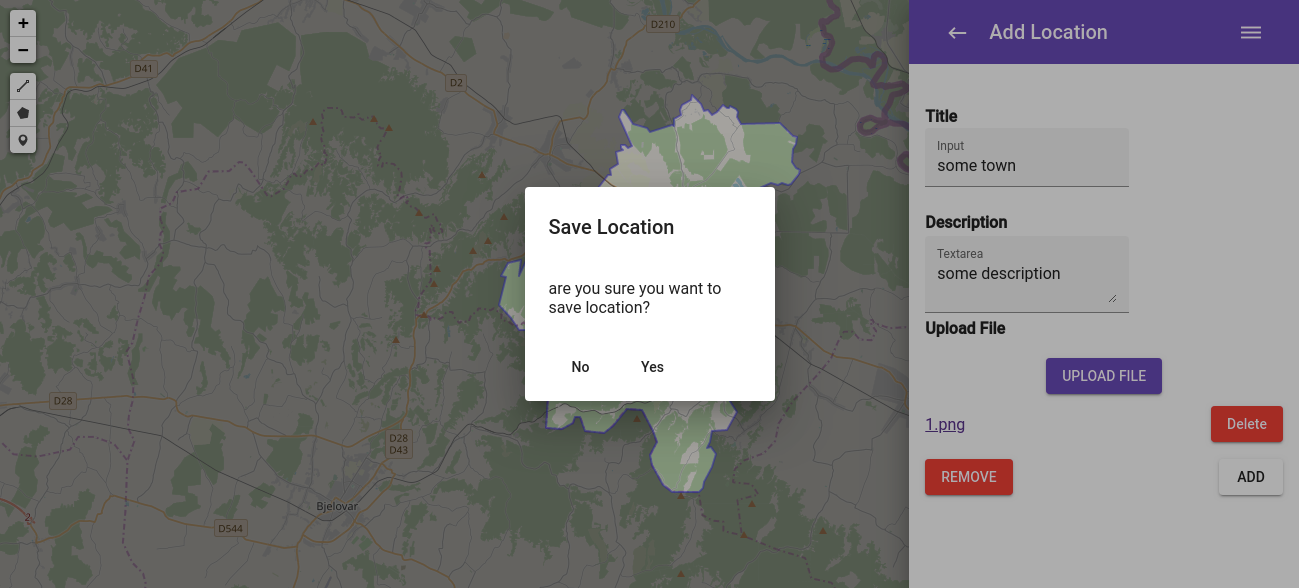 +
−
D210
D41
D2
D28
D28
D43
Bjelovar
D544
2
Save Location
are you sure you want to
save location?
No
Yes
Add Location
Title
Input
some town
Description
Textarea
some description
Upload File
UPLOAD FILE
1.png
Delete
REMOVE
ADD